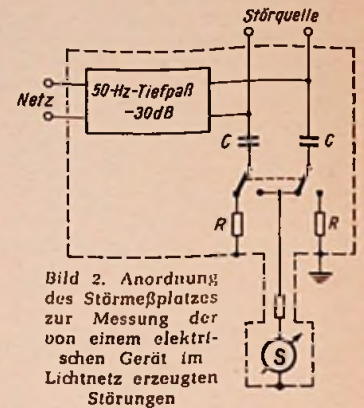 Störquelle
Netz
50-Hz-Tiefpaß
-30dB
C
C
R
R
S
Bild 2. Anordnung
des Störmeßplatzes
zur Messung der
von einem elektri-
schen Gerät im
Lichtnetz erzeugten
Störungen